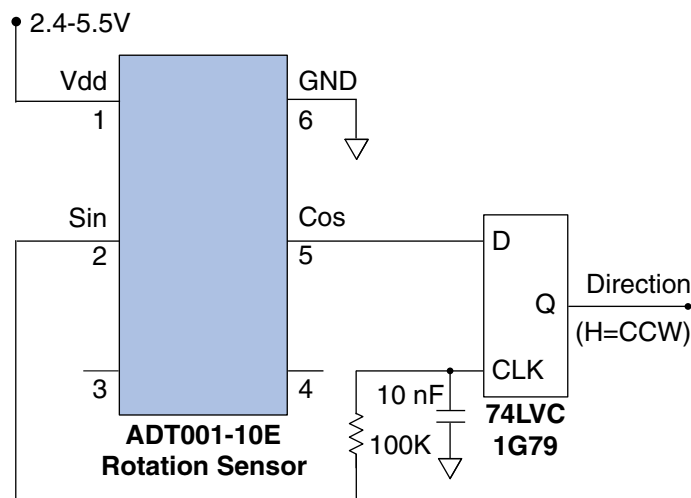 2.4-5.5V
Vdd
GND
1
6
Sin
Cos
2
5
D
Direction
Q
(H=CCW)
3
4
CLK
10 nF
100K
74LVC
1G79
ADT001-10E
Rotation Sensor